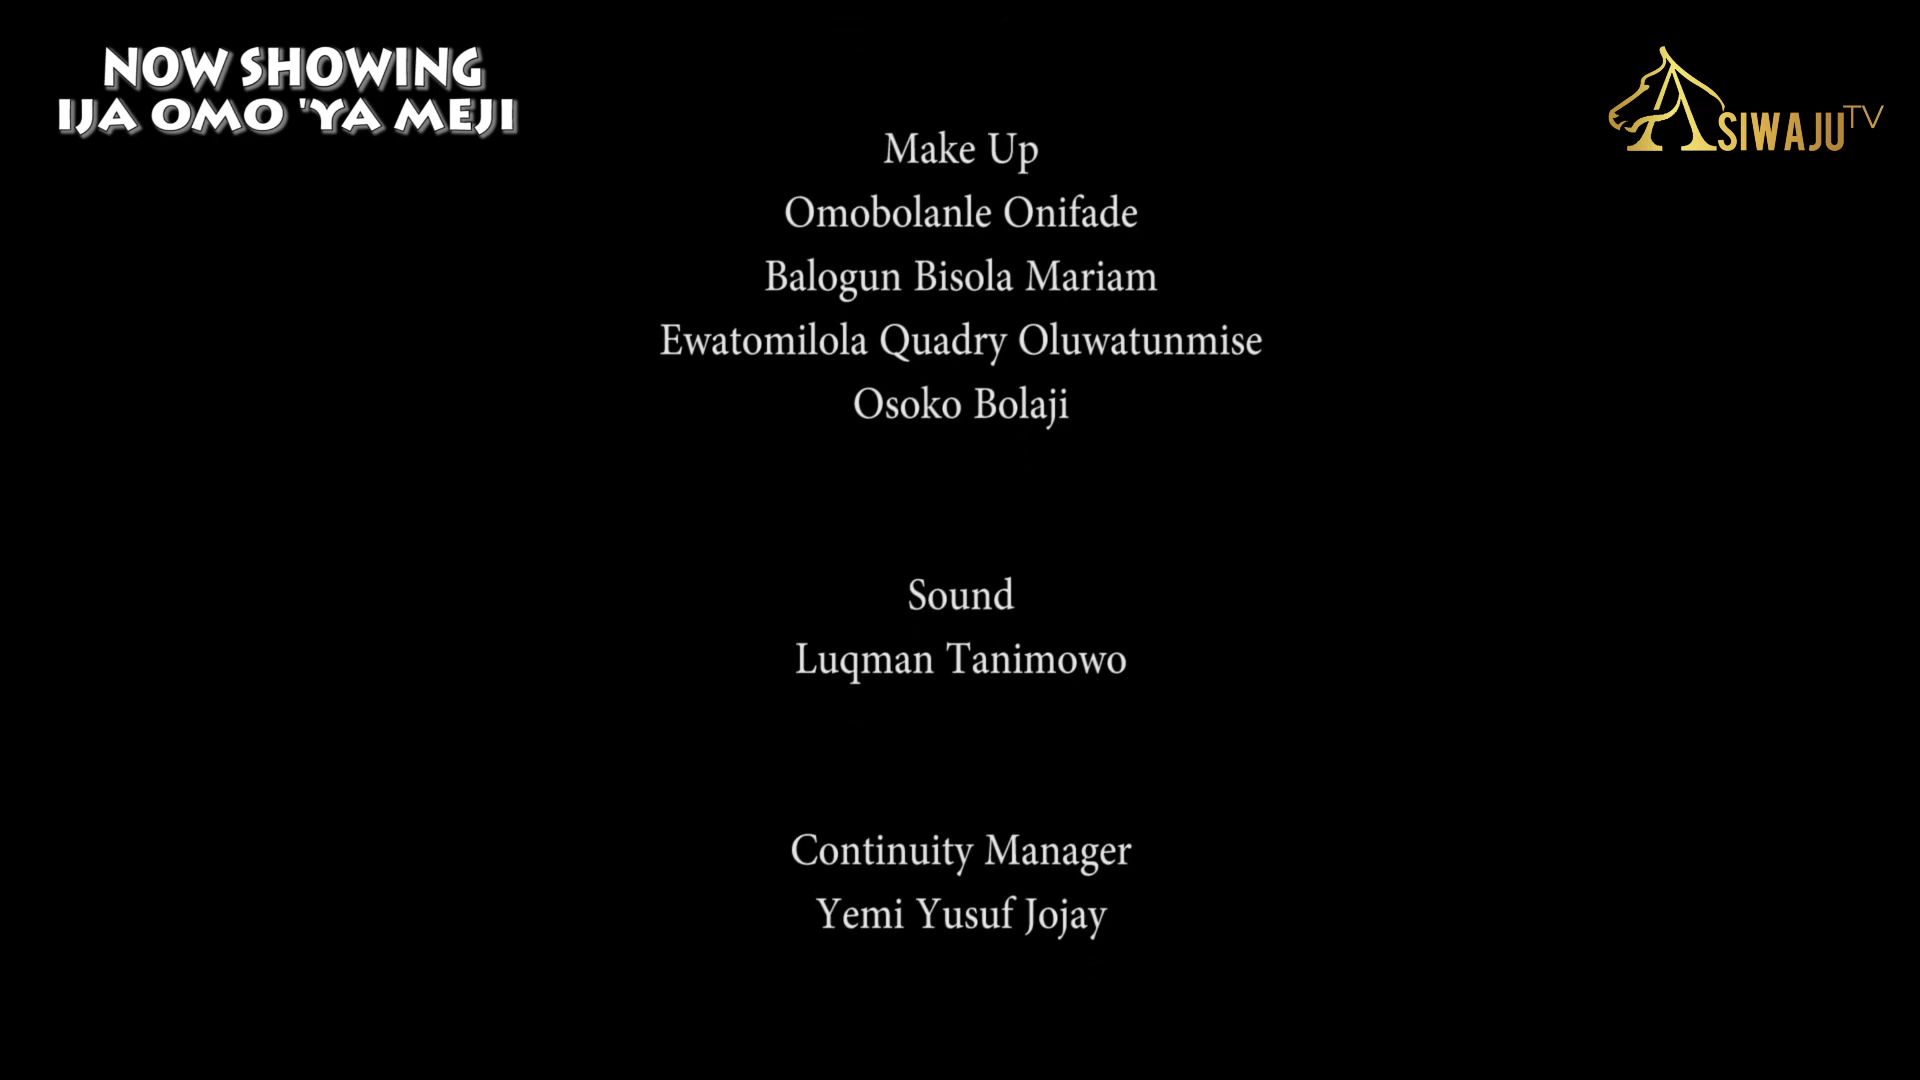 NOW SHOWING
IJA OMO 'YA MEJI
ASIWAJU TV
Make Up
Omobolanle Onifade
Balogun Bisola Mariam
Ewatomilola Quadry Oluwatunmise
Osoko Bolaji
Sound
Luqman Tanimowo
Continuity Manager
Yemi Yusuf Jojay